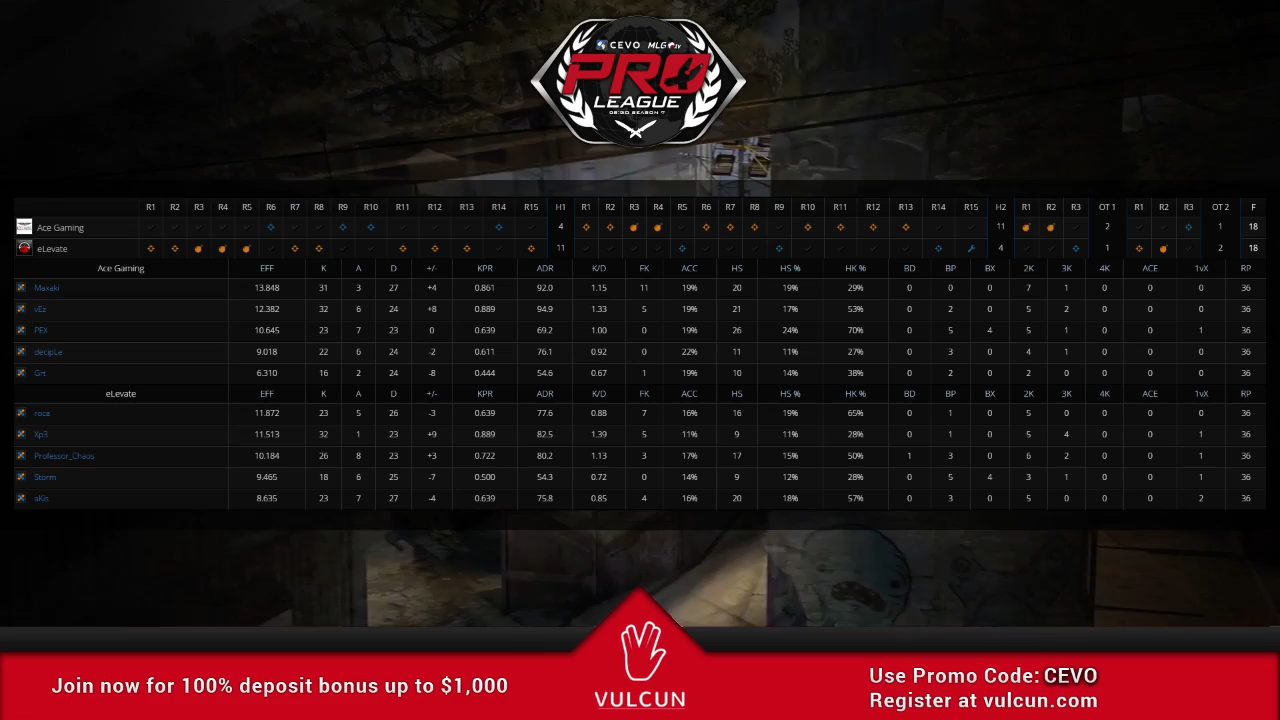 CEVO MLG.tv
PRO
LEAGUE
CS:GO SEASON 7
R1 R2 R3 R4 R5 R6 R7 R8 R9 R10 R11 R12 R13 R14 R15 H1 R1 R2 R3 R4 R5 R6 R7 R8 R9 R10 R11 R12 R13 R14 R15 H2 R1 R2 R3 OT 1 R1 R2 R3 OT 2 F
Ace Gaming 4 11 2 1 18
eLevate 11 4 1 2 18
Ace Gaming EFF K A D +/- KPR ADR K/D FK ACC HS HS % HK % BD BP BX 2K 3K 4K ACE 1vX RP
Maxaki 13.848 31 3 27 +4 0.861 92.0 1.15 11 19% 20 19% 29% 0 0 0 7 1 0 0 0 36
vEz 12.382 32 6 24 +8 0.889 94.9 1.33 5 19% 21 17% 53% 0 2 0 5 2 0 0 0 36
PEX 10.645 23 7 23 0 0.639 69.2 1.00 0 19% 26 24% 70% 0 5 4 5 1 0 0 1 36
decipLe 9.018 22 6 24 -2 0.611 76.1 0.92 0 22% 11 11% 27% 0 3 0 4 1 0 0 0 36
Grt 6.310 16 2 24 -8 0.444 54.6 0.67 1 19% 10 14% 38% 0 2 0 2 0 0 0 0 36
eLevate EFF K A D +/- KPR ADR K/D FK ACC HS HS % HK % BD BP BX 2K 3K 4K ACE 1vX RP
roca 11.872 23 5 26 -3 0.639 77.6 0.88 7 16% 16 19% 65% 0 1 0 5 0 0 0 0 36
Xp3 11.513 32 1 23 +9 0.889 82.5 1.39 5 11% 9 11% 28% 0 1 0 5 4 0 0 1 36
Professor_Chaos 10.184 26 8 23 +3 0.722 80.2 1.13 3 17% 17 15% 50% 1 3 0 6 2 0 0 1 36
Storm 9.465 18 6 25 -7 0.500 54.3 0.72 0 14% 9 12% 28% 0 5 4 3 1 0 0 1 36
aKis 8.635 23 7 27 -4 0.639 75.8 0.85 4 16% 20 18% 57% 0 3 0 5 0 0 0 2 36
Join now for 100% deposit bonus up to $1,000
VULCUN
Use Promo Code: CEVO
Register at vulcun.com